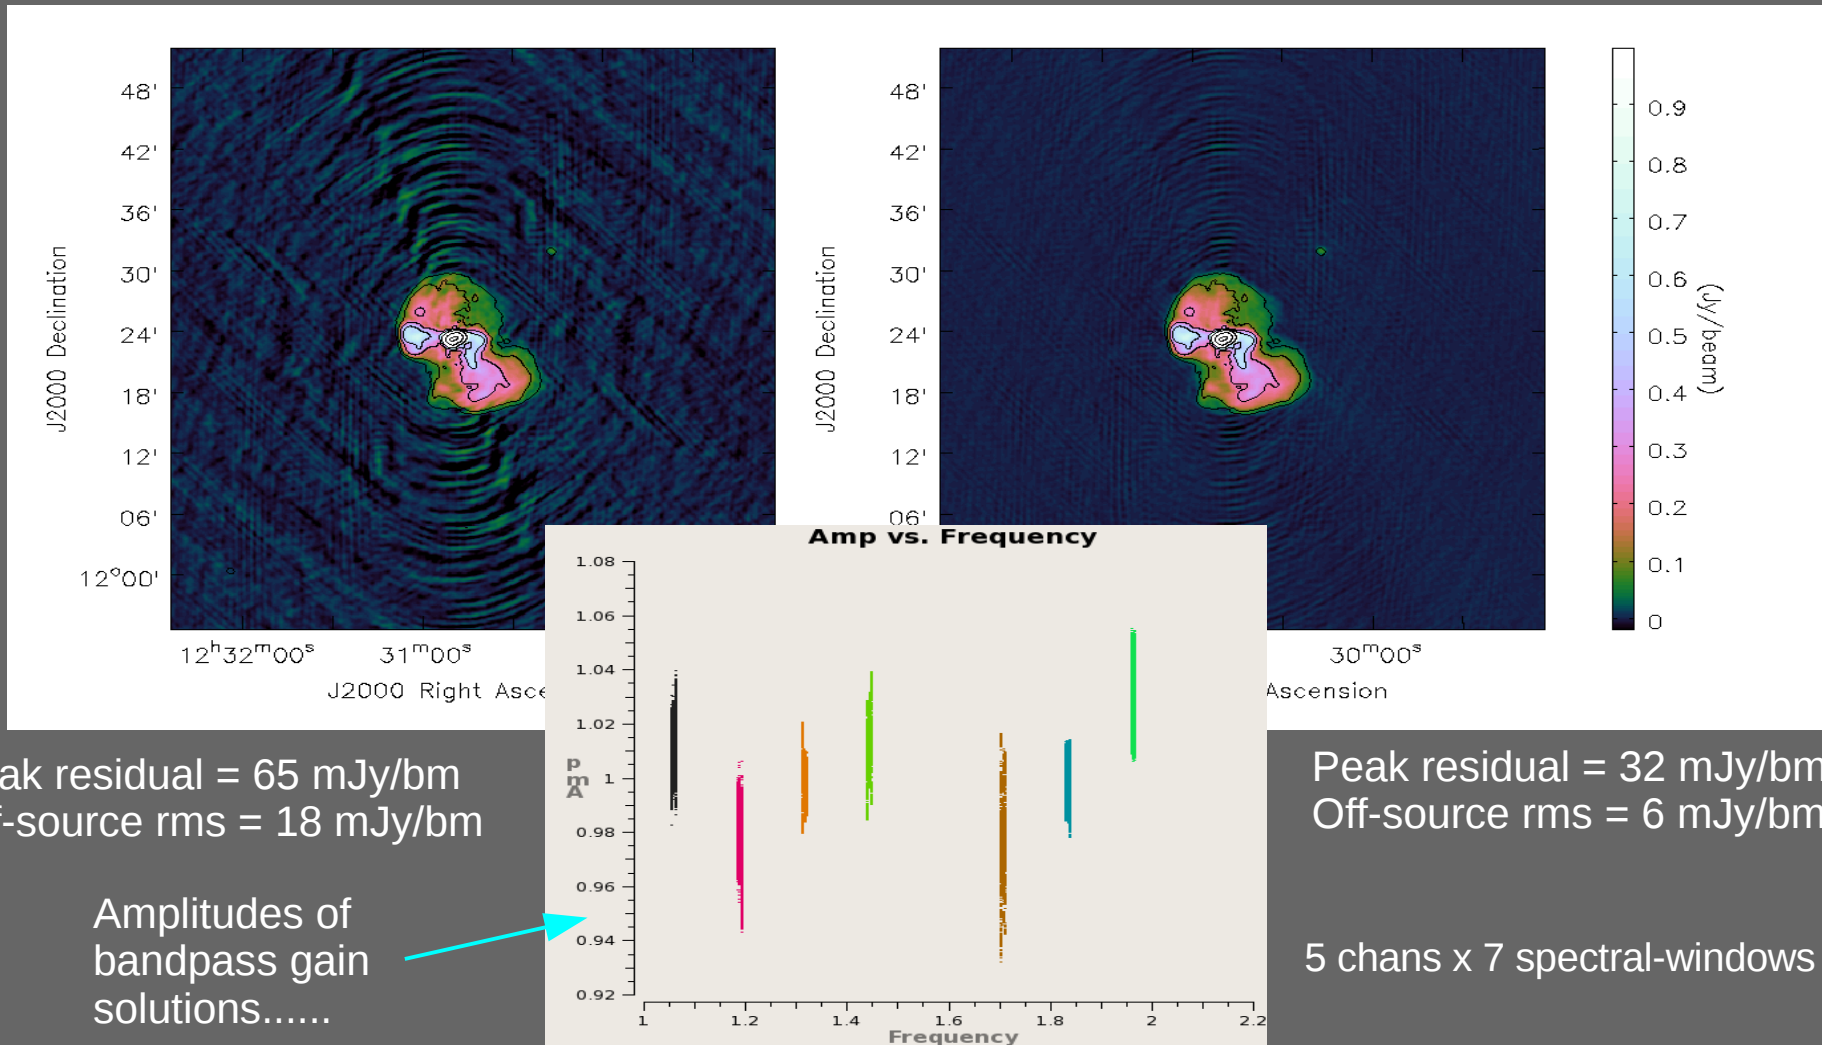 48'
42'
36'
30'
24'
18'
12'
06'
12°00'
J2000 Declination
12h32m00s
31m00s
J2000 Right Asce
48'
42'
36'
30'
24'
18'
12'
06'
J2000 Declination
30m00s
Ascension
0.9
0.8
0.7
0.6
0.5
0.4
0.3
0.2
0.1
0
(Jy/beam)
Amp vs. Frequency
1.08
1.06
1.04
1.02
1
0.98
0.96
0.94
0.92
Amp
1 1.2 1.4 1.6 1.8 2 2.2
Frequency
ak residual = 65 mJy/bm
f-source rms = 18 mJy/bm
Amplitudes of
bandpass gain
solutions......
Peak residual = 32 mJy/bm
Off-source rms = 6 mJy/bm
5 chans x 7 spectral-windows